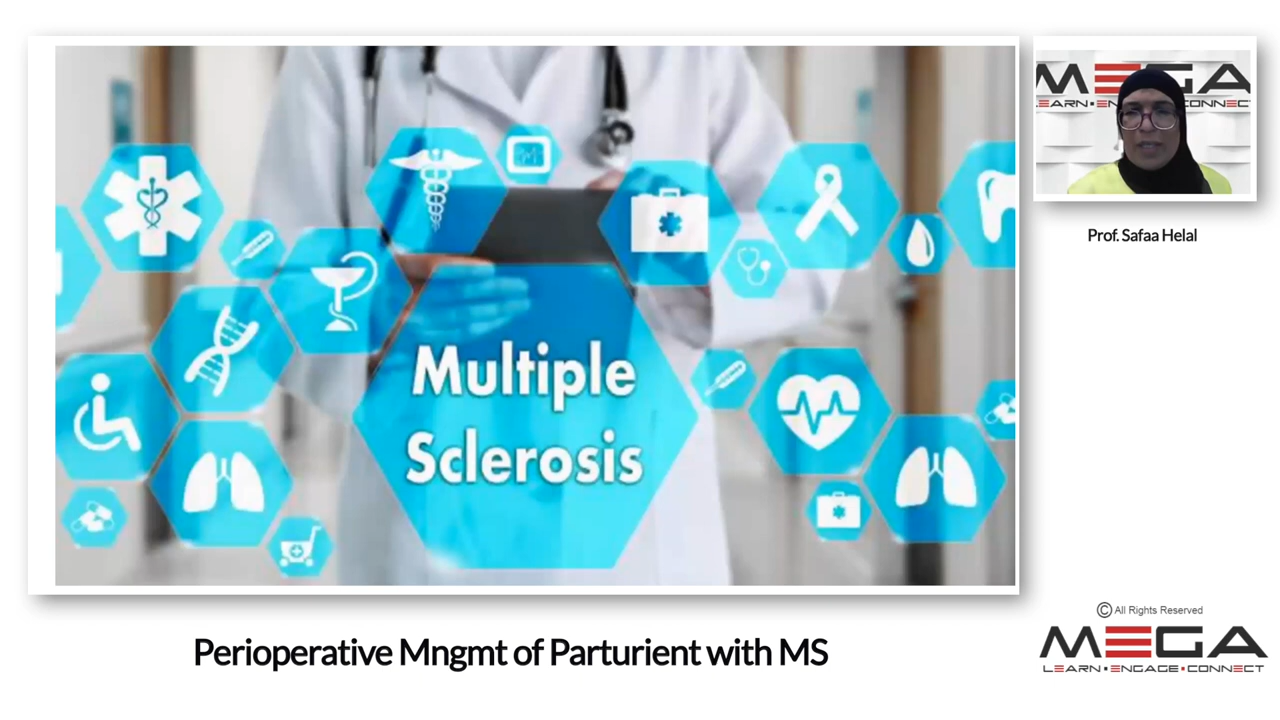 Multiple
Sclerosis
MEGA
LEARN • ENGAGE • CONNECT
Prof. Safaa Helal
Perioperative Mngmt of Parturient with MS
© All Rights Reserved
MEGA
LEARN • ENGAGE • CONNECT